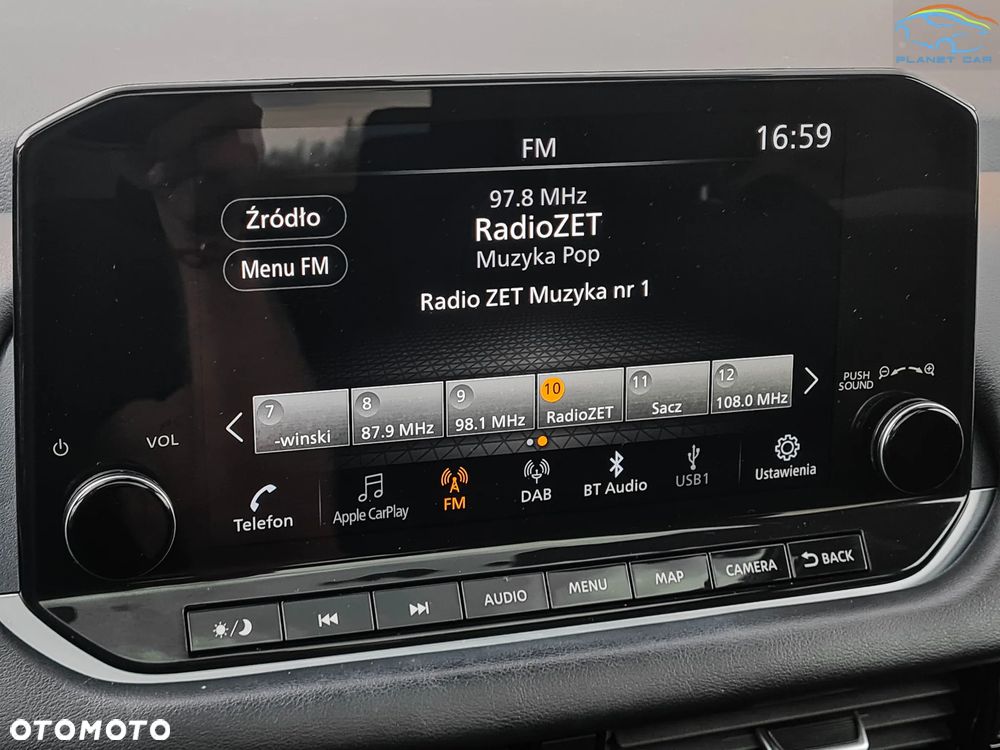 PLANET CAR
FM
16:59
97.8 MHz
RadioZET
Muzyka Pop
Radio ZET Muzyka nr 1
Źródło
Menu FM
7
-winski
8
87.9 MHz
9
98.1 MHz
10
RadioZET
11
Sacz
12
108.0 MHz
PUSH
SOUND
VOL
Telefon
Apple CarPlay
FM
DAB
BT Audio
USB1
Ustawienia
AUDIO
MENU
MAP
CAMERA
BACK
OTOMOTO